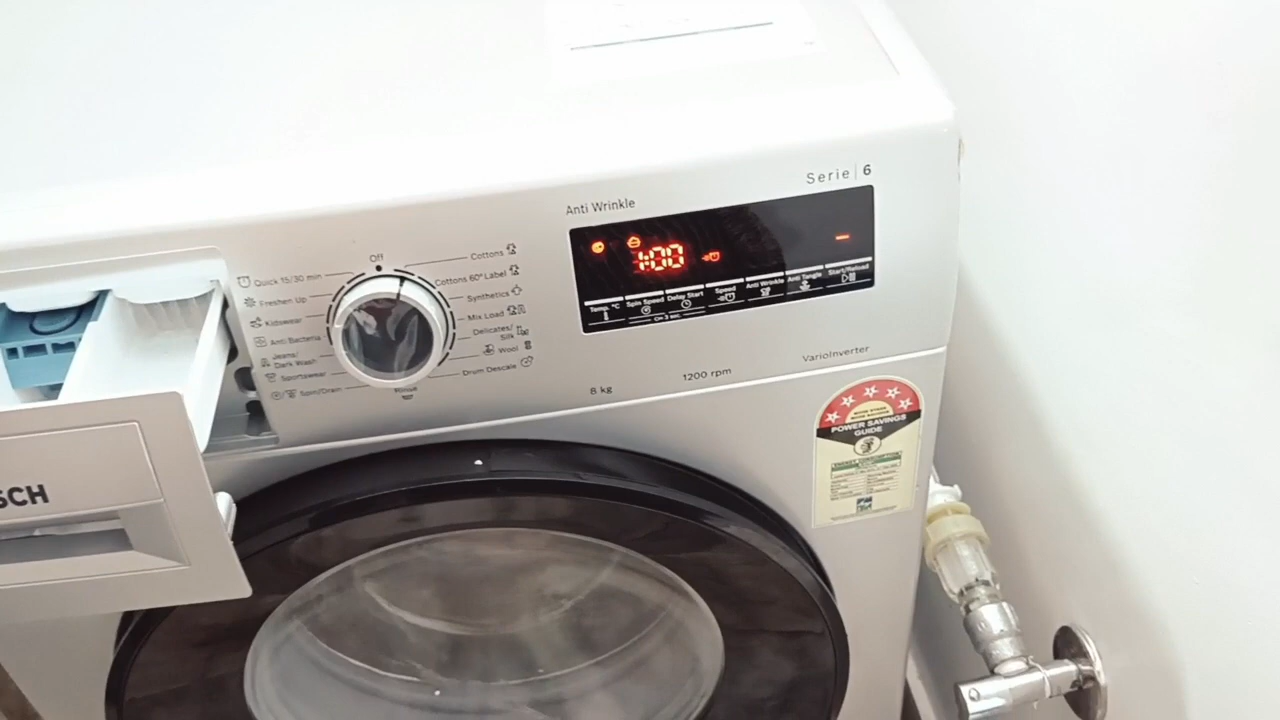 Serie | 6
Anti Wrinkle
1:00
Temp. °C
Spin Speed
Delay Start
Speed
Anti Wrinkle
Anti Tangle
Start/Reload
Off
Quick 15/30 min
Freshen Up
Kidswear
Anti Bacteria
Jeans/
Dark Wash
Sportswear
Spin/Drain
Rinse
Cottons
Cottons 60° Label
Synthetics
Mix Load
Delicates/
Silk
Wool
Drum Descale
8 kg
1200 rpm
VarioInverter
POWER SAVINGS
GUIDE
ENERGY CONSUMPTION
SCH